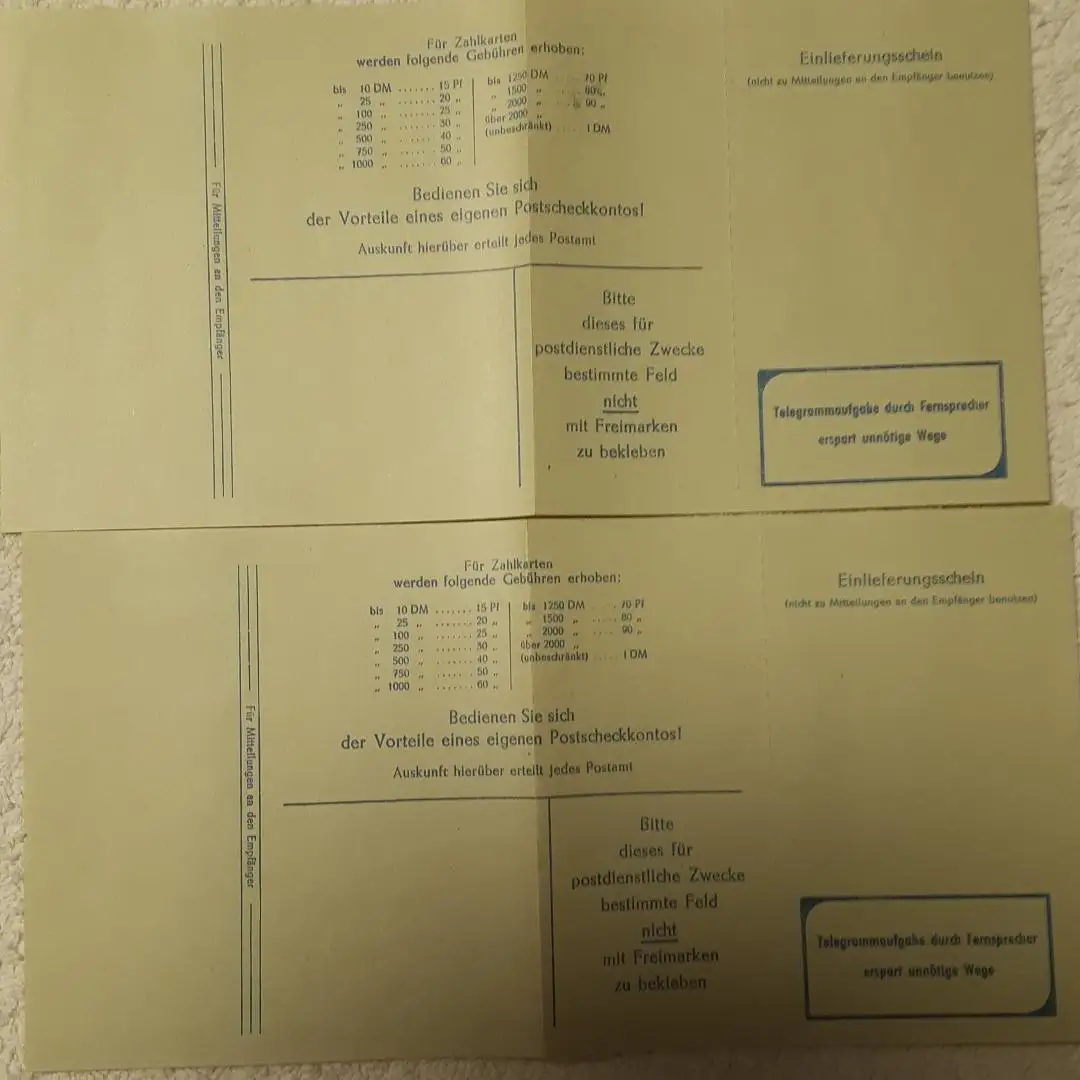 Für Zahlkarten
werden folgende Gebühren erhoben:
bis 10 DM ....... 15 Pf
„ 25 „ ....... 20 „
„ 100 „ ....... 25 „
„ 250 „ ....... 30 „
„ 500 „ ....... 40 „
„ 750 „ ....... 50 „
„ 1000 „ ....... 60 „
bis 1250 DM ..... 70 Pf
„ 1500 „ ..... 80 „
„ 2000 „ ..... 90 „
über 2000 „
(unbeschränkt) ..... 1 DM
Bedienen Sie sich
der Vorteile eines eigenen Postscheckkontos!
Auskunft hierüber erteilt jedes Postamt
Für Mitteilungen an den Empfänger
Bitte
dieses für
postdienstliche Zwecke
bestimmte Feld
nicht
mit Freimarken
zu bekleben
Einlieferungsschein
(nicht zu Mitteilungen an den Empfänger benutzen)
Telegrammaufgabe durch Fernsprecher
erspart unnötige Wege
Für Zahlkarten
werden folgende Gebühren erhoben:
bis 10 DM ....... 15 Pf
„ 25 „ ....... 20 „
„ 100 „ ....... 25 „
„ 250 „ ....... 30 „
„ 500 „ ....... 40 „
„ 750 „ ....... 50 „
„ 1000 „ ....... 60 „
bis 1250 DM ..... 70 Pf
„ 1500 „ ..... 80 „
„ 2000 „ ..... 90 „
über 2000 „
(unbeschränkt) ..... 1 DM
Bedienen Sie sich
der Vorteile eines eigenen Postscheckkontos!
Auskunft hierüber erteilt jedes Postamt
Für Mitteilungen an den Empfänger
Bitte
dieses für
postdienstliche Zwecke
bestimmte Feld
nicht
mit Freimarken
zu bekleben
Einlieferungsschein
(nicht zu Mitteilungen an den Empfänger benutzen)
Telegrammaufgabe durch Fernsprecher
erspart unnötige Wege